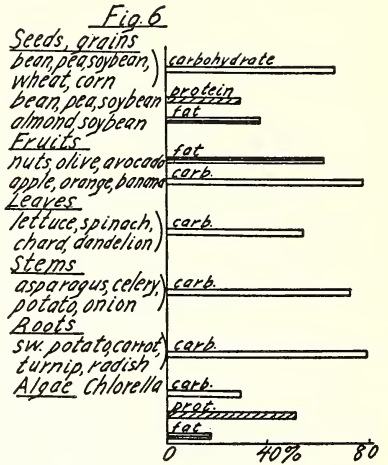 Fig. 6
Seeds, grains
bean, pea, soybean, carbohydrate
wheat, corn
bean, pea, soybean protein
almond, soybean fat
Fruits
nuts, olive, avocado fat
apple, orange, banana carb.
Leaves
lettuce, spinach, carb.
chard, dandelion
Stems
asparagus, celery, carb.
potato, onion
Roots
sw. potato, carrot, carb.
turnip, radish
Algae Chlorella carb.
prot.
fat
0 40% 80